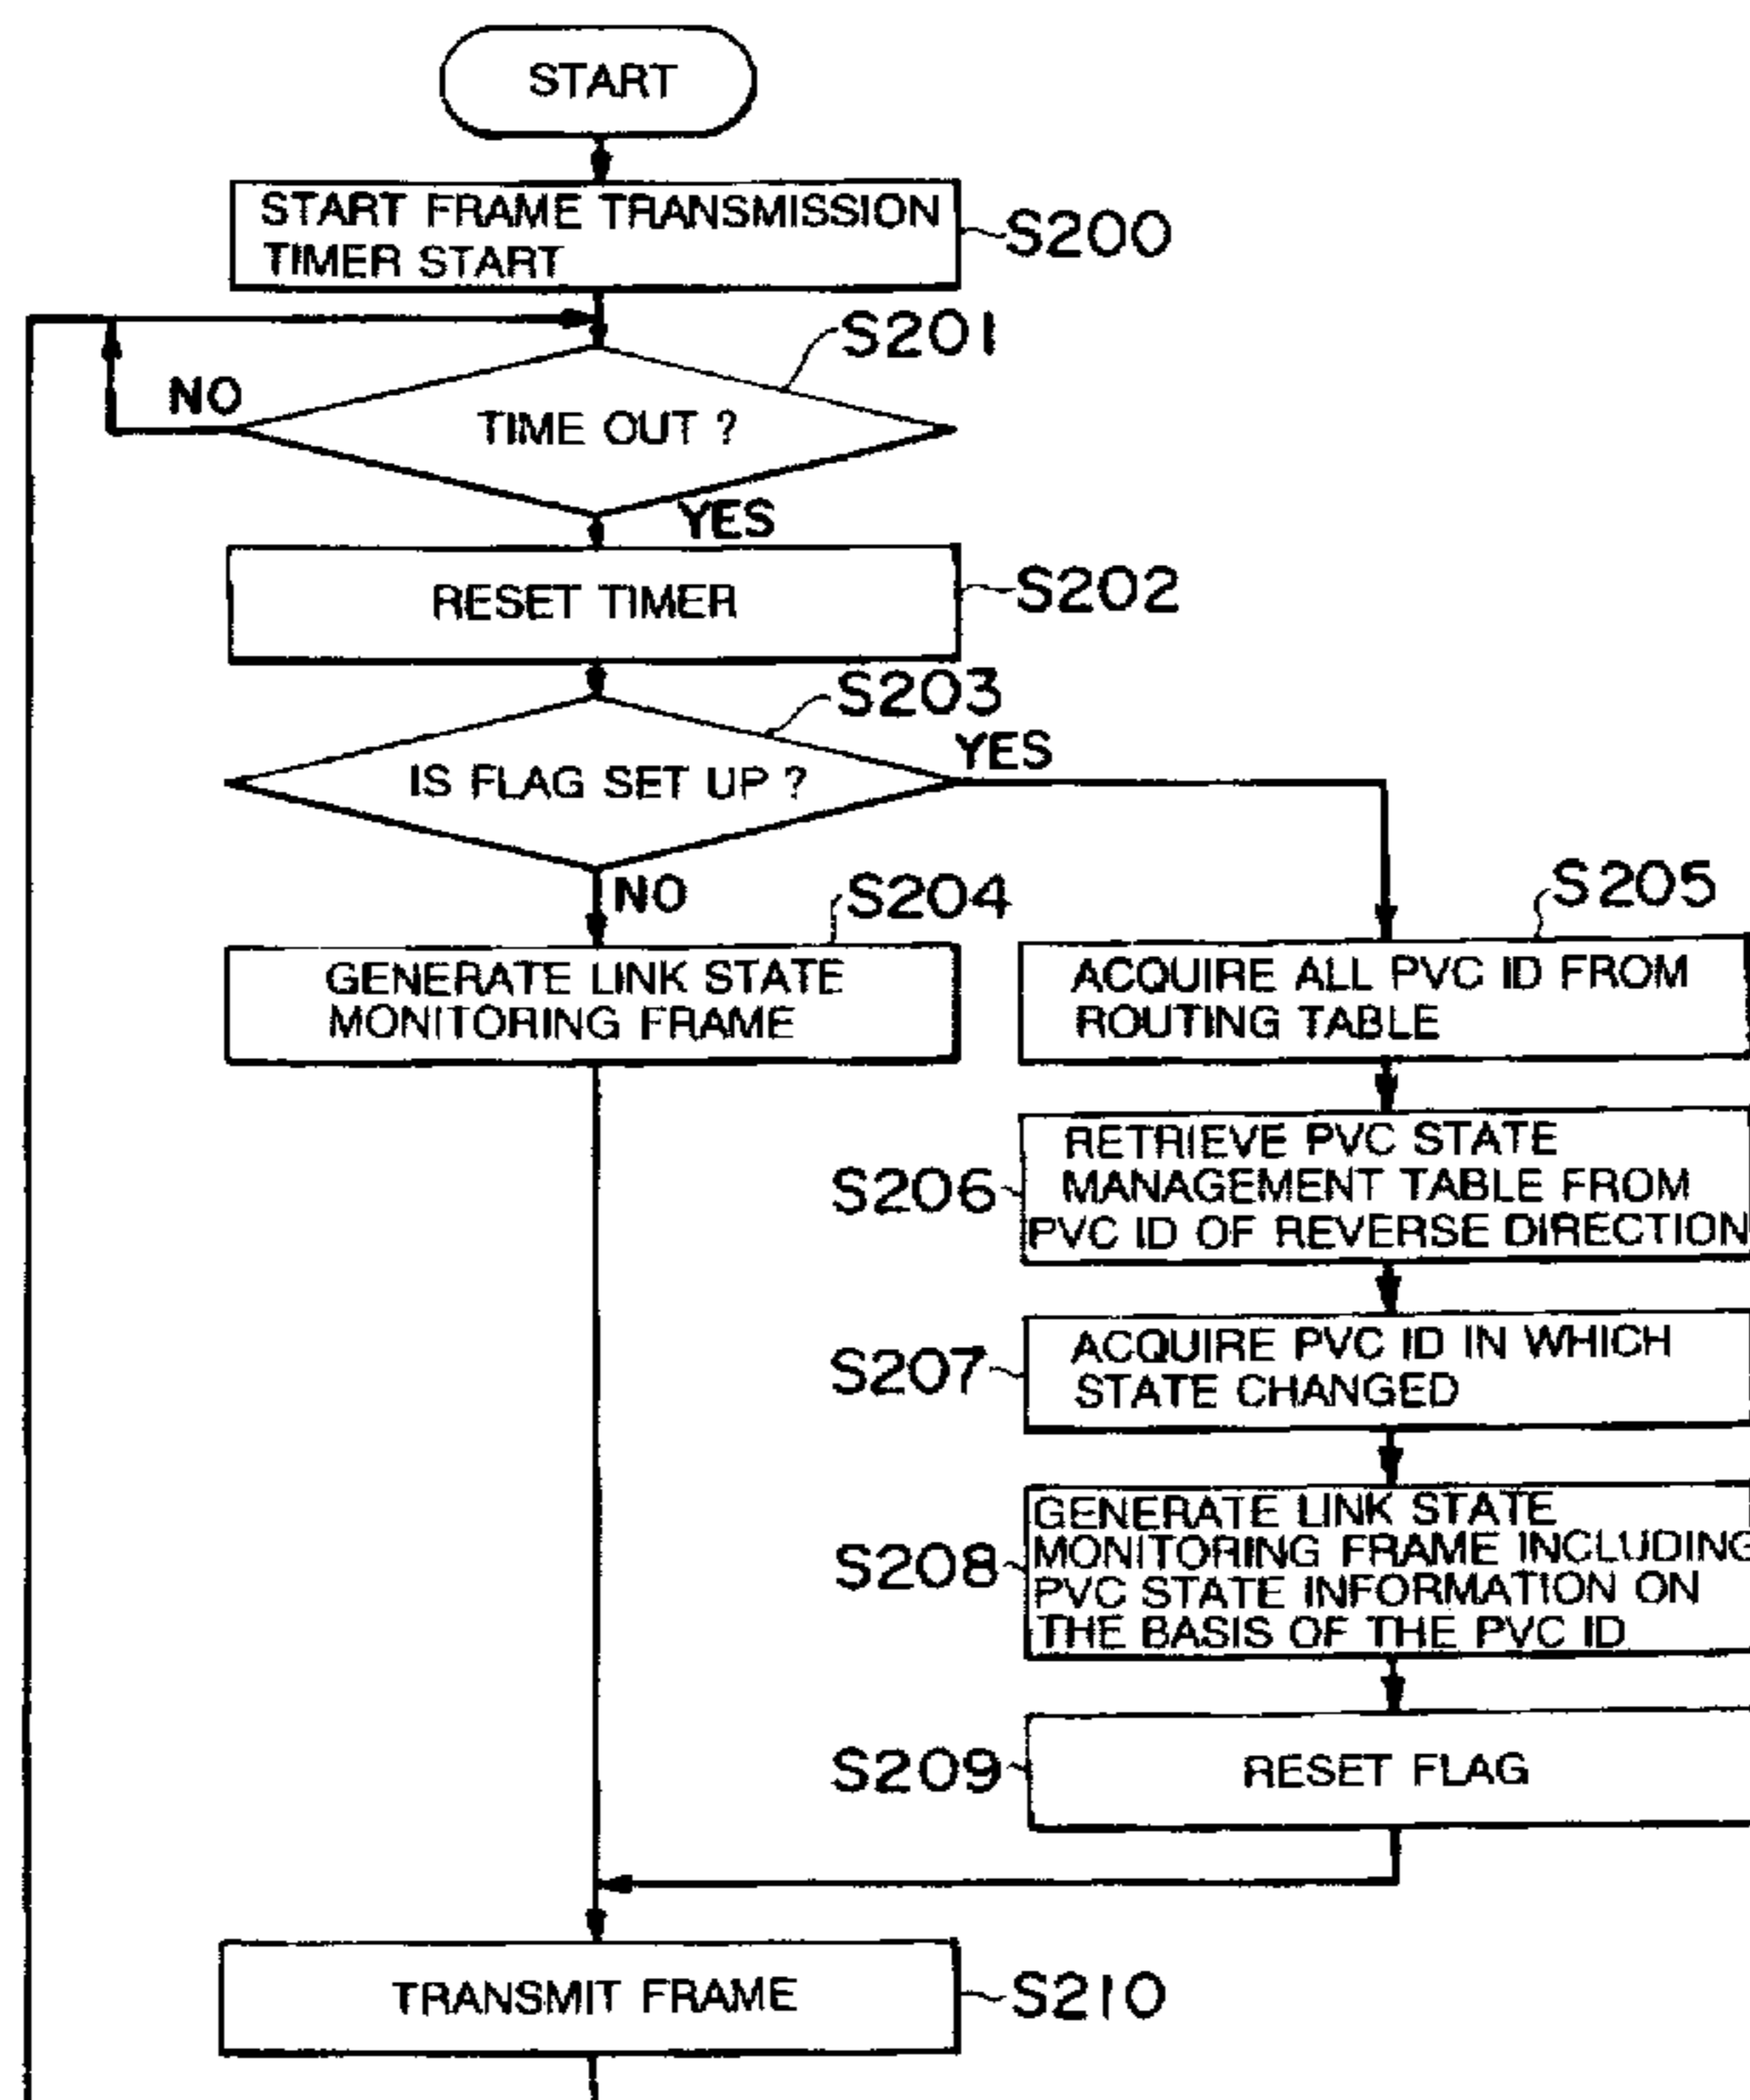 START
START FRAME TRANSMISSION
TIMER START
S200
S201
NO
TIME OUT ?
YES
RESET TIMER
S202
S203
YES
IS FLAG SET UP ?
NO
S204
GENERATE LINK STATE
MONITORING FRAME
S205
ACQUIRE ALL PVC ID FROM
ROUTING TABLE
S206
RETRIEVE PVC STATE
MANAGEMENT TABLE FROM
PVC ID OF REVERSE DIRECTION
S207
ACQUIRE PVC ID IN WHICH
STATE CHANGED
S208
GENERATE LINK STATE
MONITORING FRAME INCLUDING
PVC STATE INFORMATION ON
THE BASIS OF THE PVC ID
S209
RESET FLAG
TRANSMIT FRAME
S210